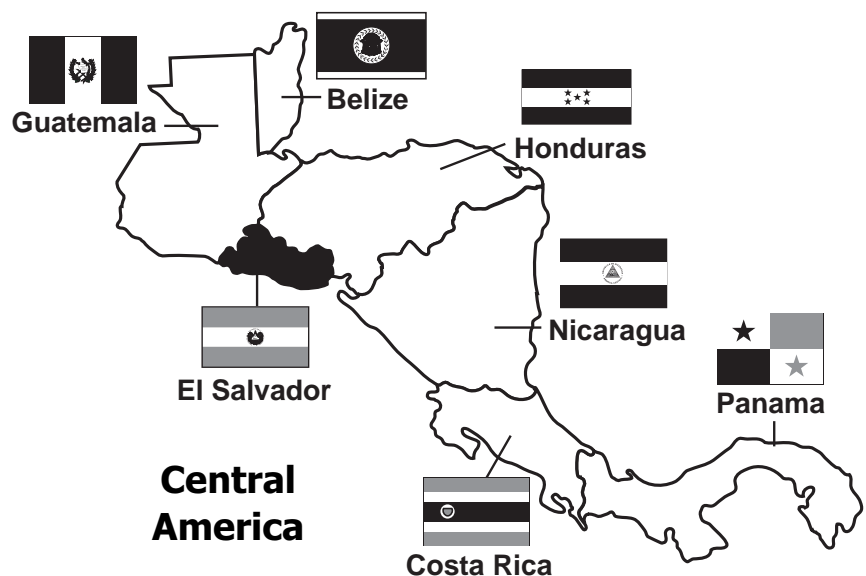 Belize
Guatemala
Honduras
Nicaragua
El Salvador
Panama
Central
America
Costa Rica